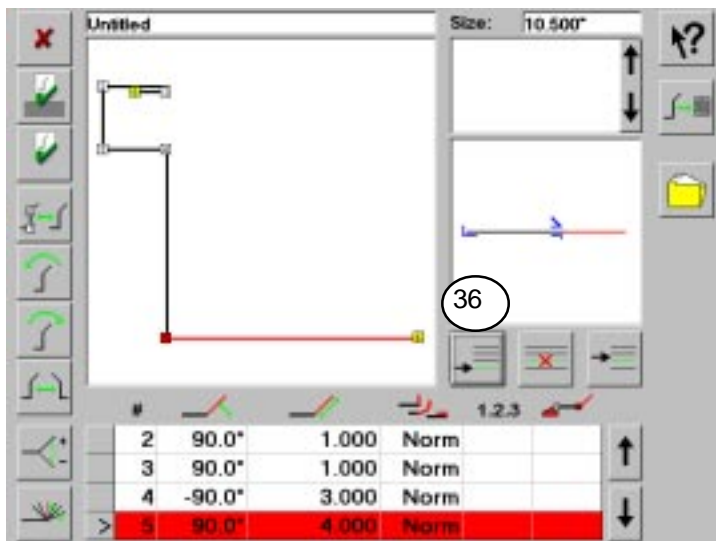 Untitled Size: 10.500"
36
# 1.2.3
2 90.0° 1.000 Norm
3 90.0° 1.000 Norm
4 -90.0° 3.000 Norm
> 5 90.0° 4.000 Norm